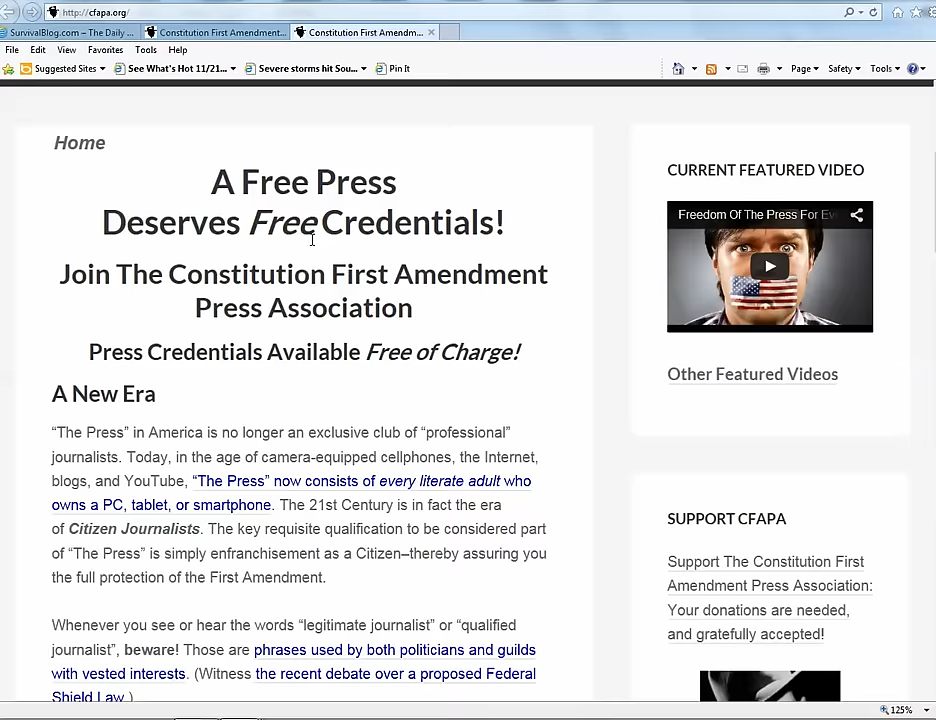 http://cfapa.org/
SurvivalBlog.com – The Daily ...
Constitution First Amendment...
Constitution First Amendm...
File Edit View Favorites Tools Help
Suggested Sites
See What's Hot 11/21...
Severe storms hit Sou...
Pin It
Page
Safety
Tools
Home
A Free Press
Deserves Free Credentials!
Join The Constitution First Amendment
Press Association
Press Credentials Available Free of Charge!
A New Era
“The Press” in America is no longer an exclusive club of “professional”
journalists. Today, in the age of camera-equipped cellphones, the Internet,
blogs, and YouTube, “The Press” now consists of every literate adult who
owns a PC, tablet, or smartphone. The 21st Century is in fact the era
of Citizen Journalists. The key requisite qualification to be considered part
of “The Press” is simply enfranchisement as a Citizen–thereby assuring you
the full protection of the First Amendment.
Whenever you see or hear the words “legitimate journalist” or “qualified
journalist”, beware! Those are phrases used by both politicians and guilds
with vested interests. (Witness the recent debate over a proposed Federal
Shield Law.)
CURRENT FEATURED VIDEO
Freedom Of The Press For Ev
Other Featured Videos
SUPPORT CFAPA
Support The Constitution First
Amendment Press Association:
Your donations are needed,
and gratefully accepted!
125%